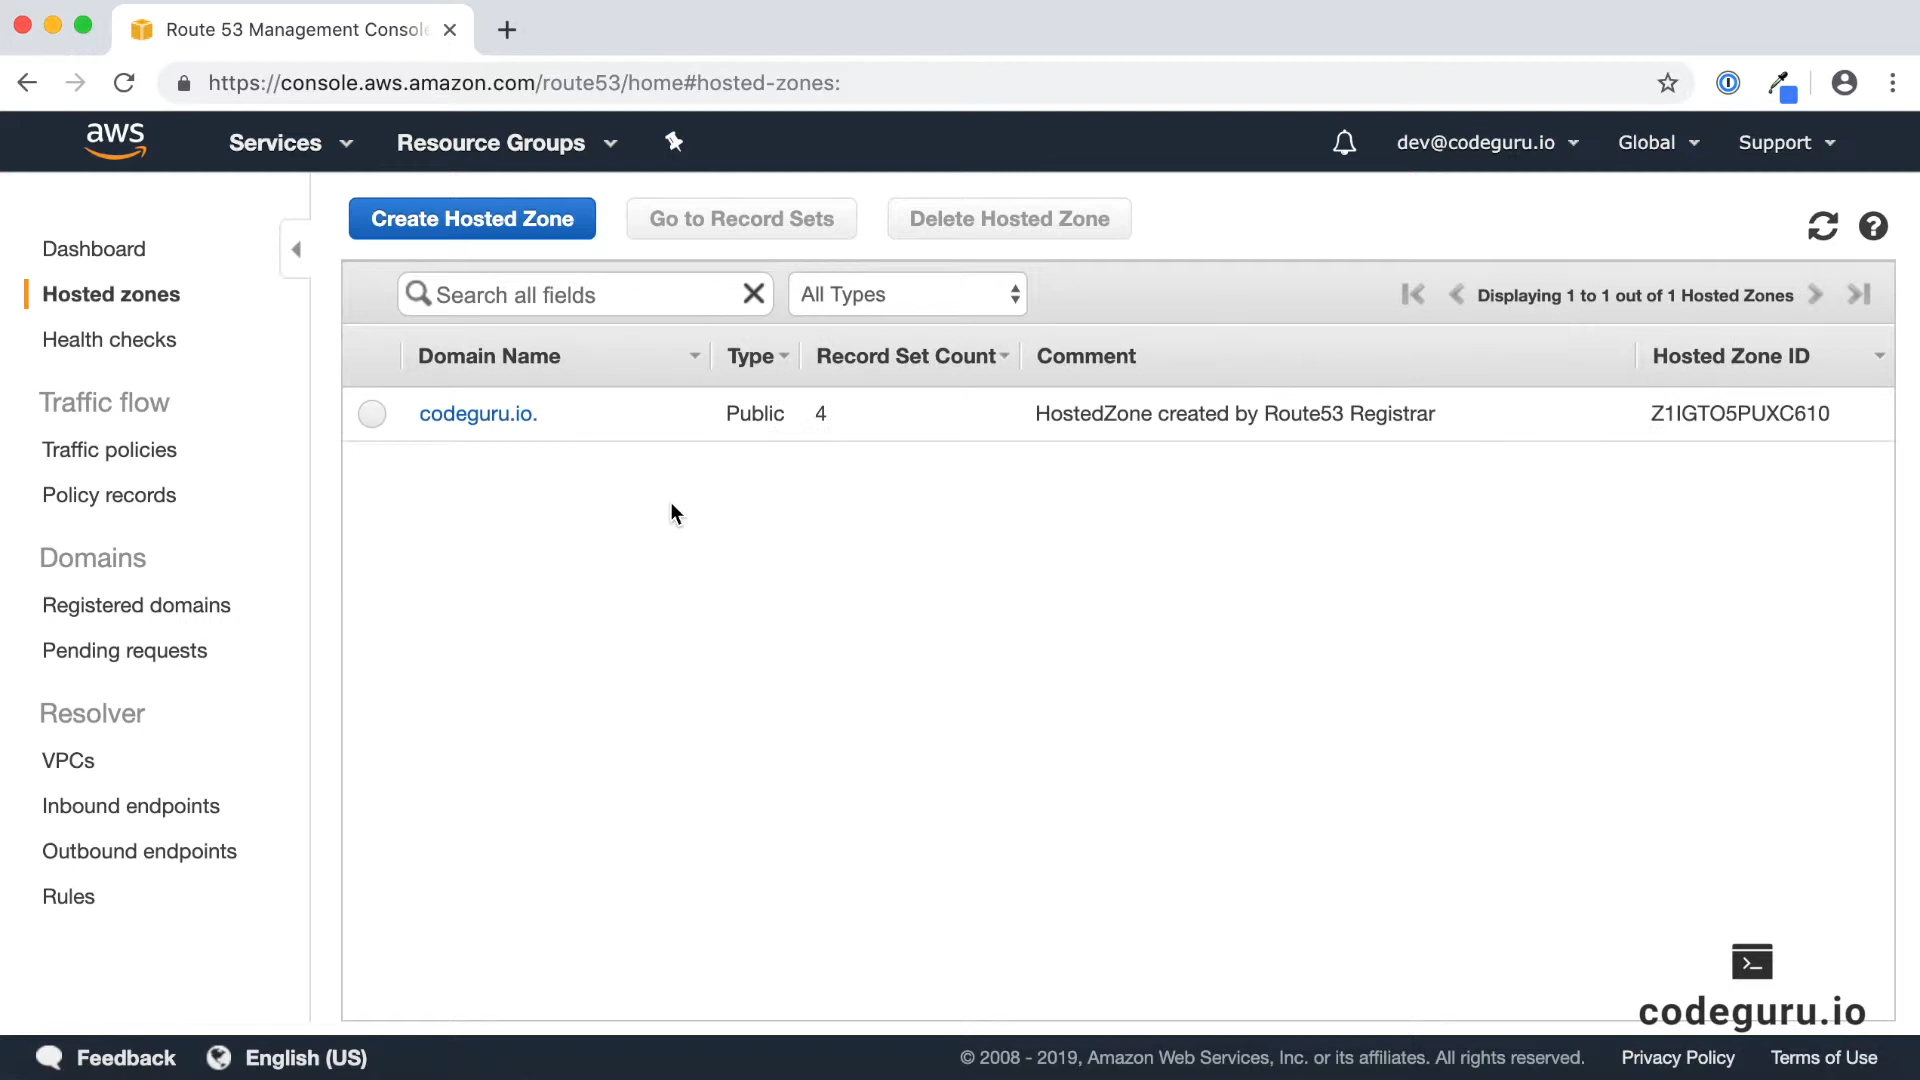 Route 53 Management Consol
https://console.aws.amazon.com/route53/home#hosted-zones:
aws
Services
Resource Groups
dev@codeguru.io
Global
Support
Dashboard
Hosted zones
Health checks
Traffic flow
Traffic policies
Policy records
Domains
Registered domains
Pending requests
Resolver
VPCs
Inbound endpoints
Outbound endpoints
Rules
Create Hosted Zone
Go to Record Sets
Delete Hosted Zone
Search all fields
All Types
Displaying 1 to 1 out of 1 Hosted Zones
Domain Name Type Record Set Count Comment Hosted Zone ID
codeguru.io. Public 4 HostedZone created by Route53 Registrar Z1IGTO5PUXC610
codeguru.io
Feedback
English (US)
© 2008 - 2019, Amazon Web Services, Inc. or its affiliates. All rights reserved.
Privacy Policy
Terms of Use